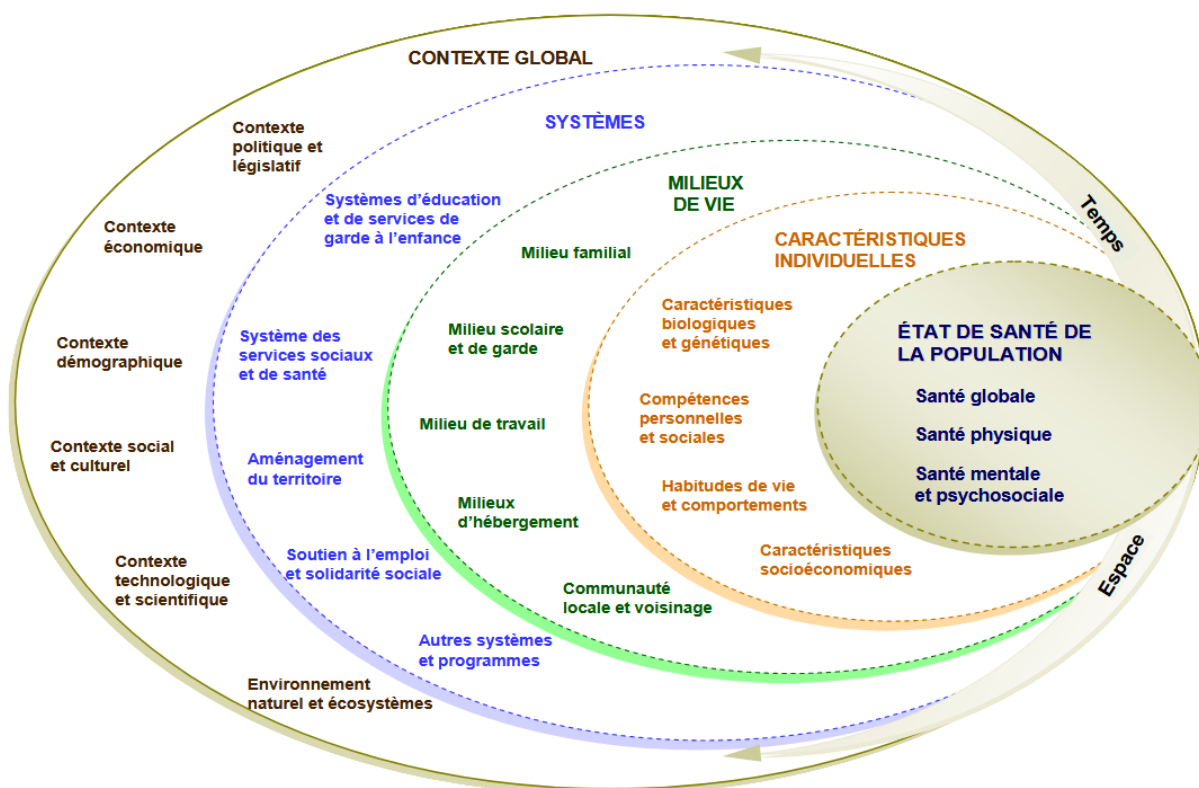 CONTEXTE GLOBAL
Contexte
politique et
législatif
Contexte
économique
Contexte
démographique
Contexte social
et culturel
Contexte
technologique
et scientifique
Environnement
naturel et écosystèmes
SYSTÈMES
Systèmes d'éducation
et de services de
garde à l'enfance
Système des
services sociaux
et de santé
Aménagement
du territoire
Soutien à l'emploi
et solidarité sociale
Autres systèmes
et programmes
MILIEUX
DE VIE
Milieu familial
Milieu scolaire
et de garde
Milieu de travail
Milieux
d'hébergement
Communauté
locale et voisinage
CARACTÉRISTIQUES
INDIVIDUELLES
Caractéristiques
biologiques
et génétiques
Compétences
personnelles
et sociales
Habitudes de vie
et comportements
Caractéristiques
socioéconomiques
ÉTAT DE SANTÉ DE
LA POPULATION
Santé globale
Santé physique
Santé mentale
et psychosociale
Temps
Espace